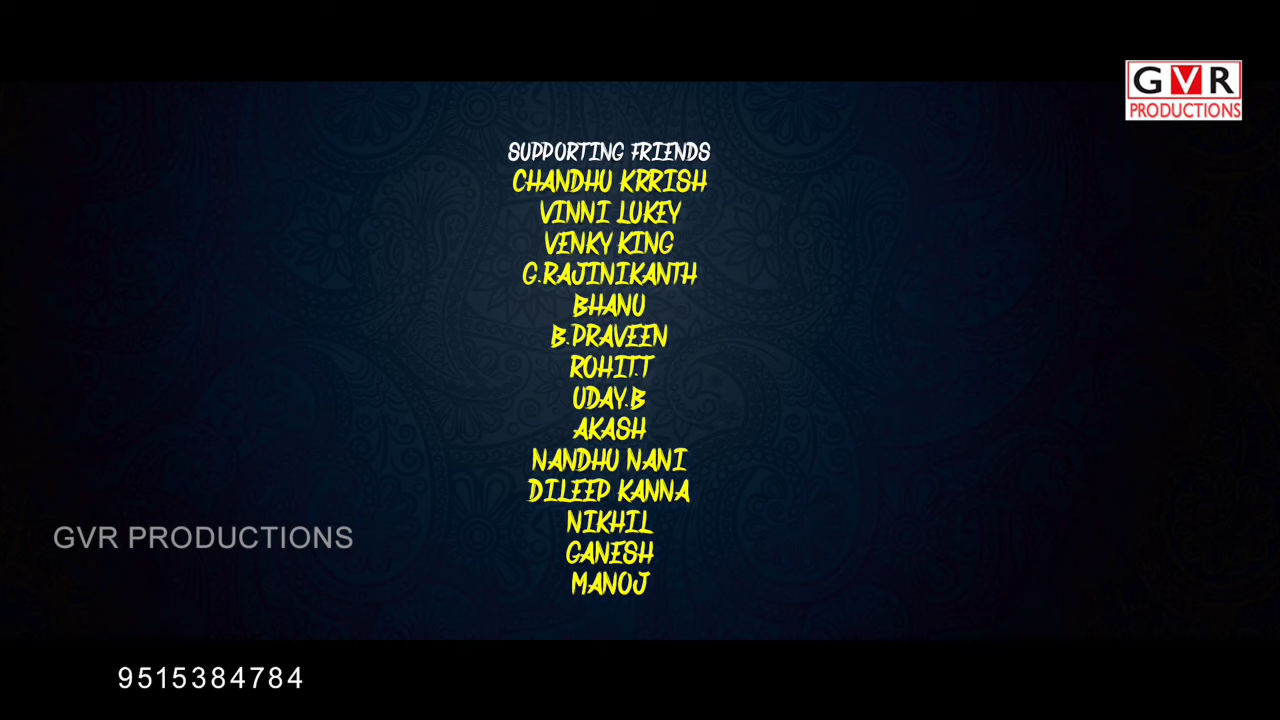 GVR
PRODUCTIONS
SUPPORTING FRIENDS
CHANDHU KRRISH
VINNI LUKEY
VENKY KING
G.RAJINIKANTH
BHANU
B.PRAVEEN
ROHIT.T
UDAY.B
AKASH
NANDHU NANI
DILEEP KANNA
NIKHIL
GANESH
MANOJ
GVR PRODUCTIONS
9515384784